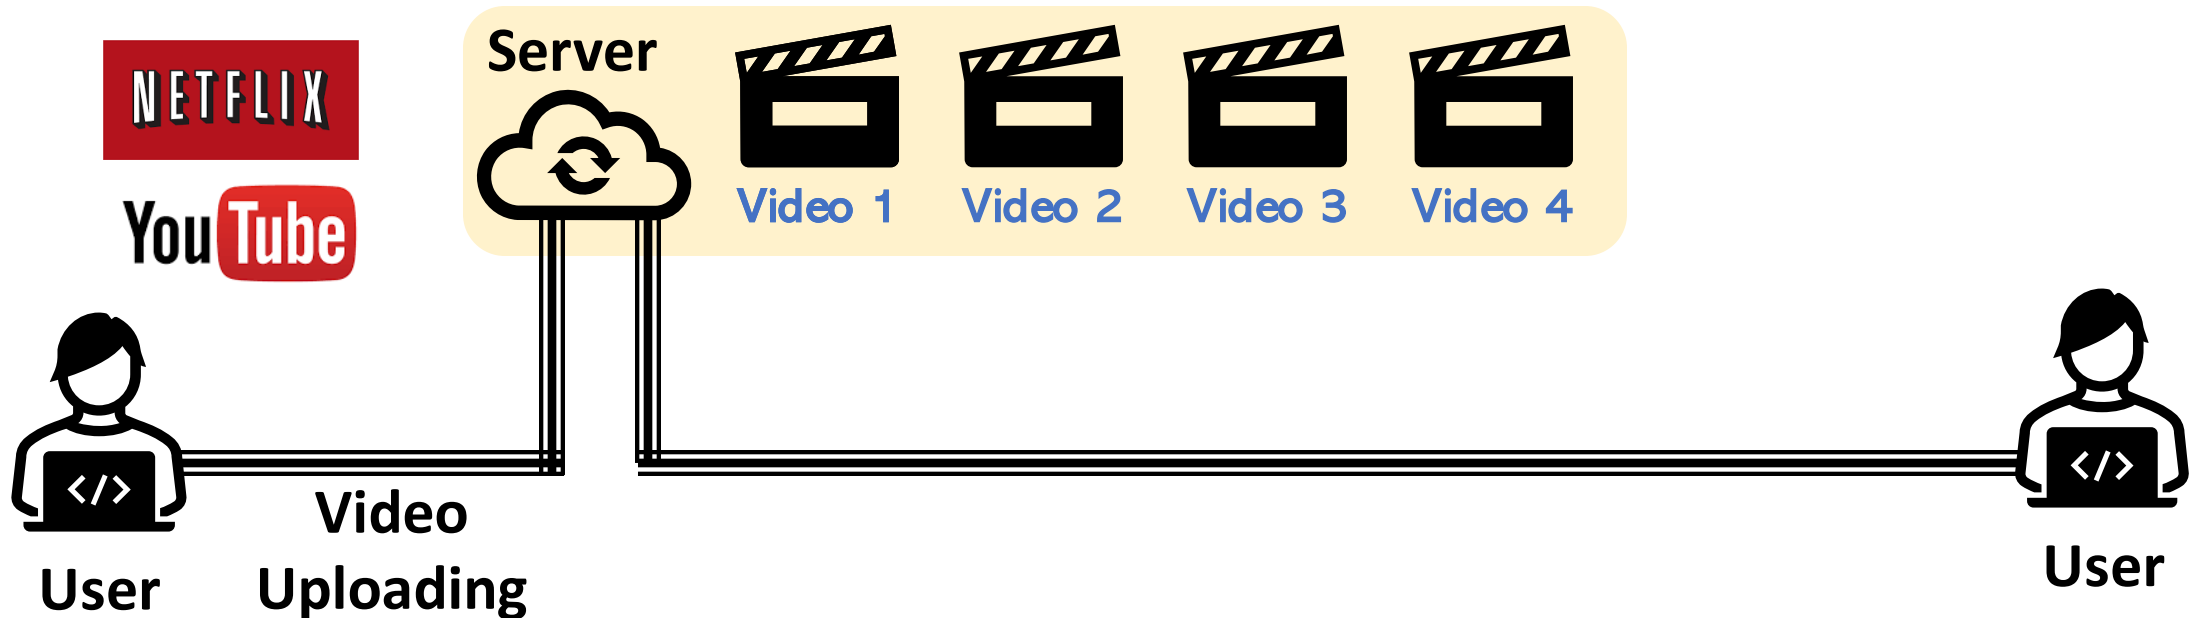 NETFLIX
YouTube
Server
Video 1
Video 2
Video 3
Video 4
</>
User
Video
Uploading
</>
User